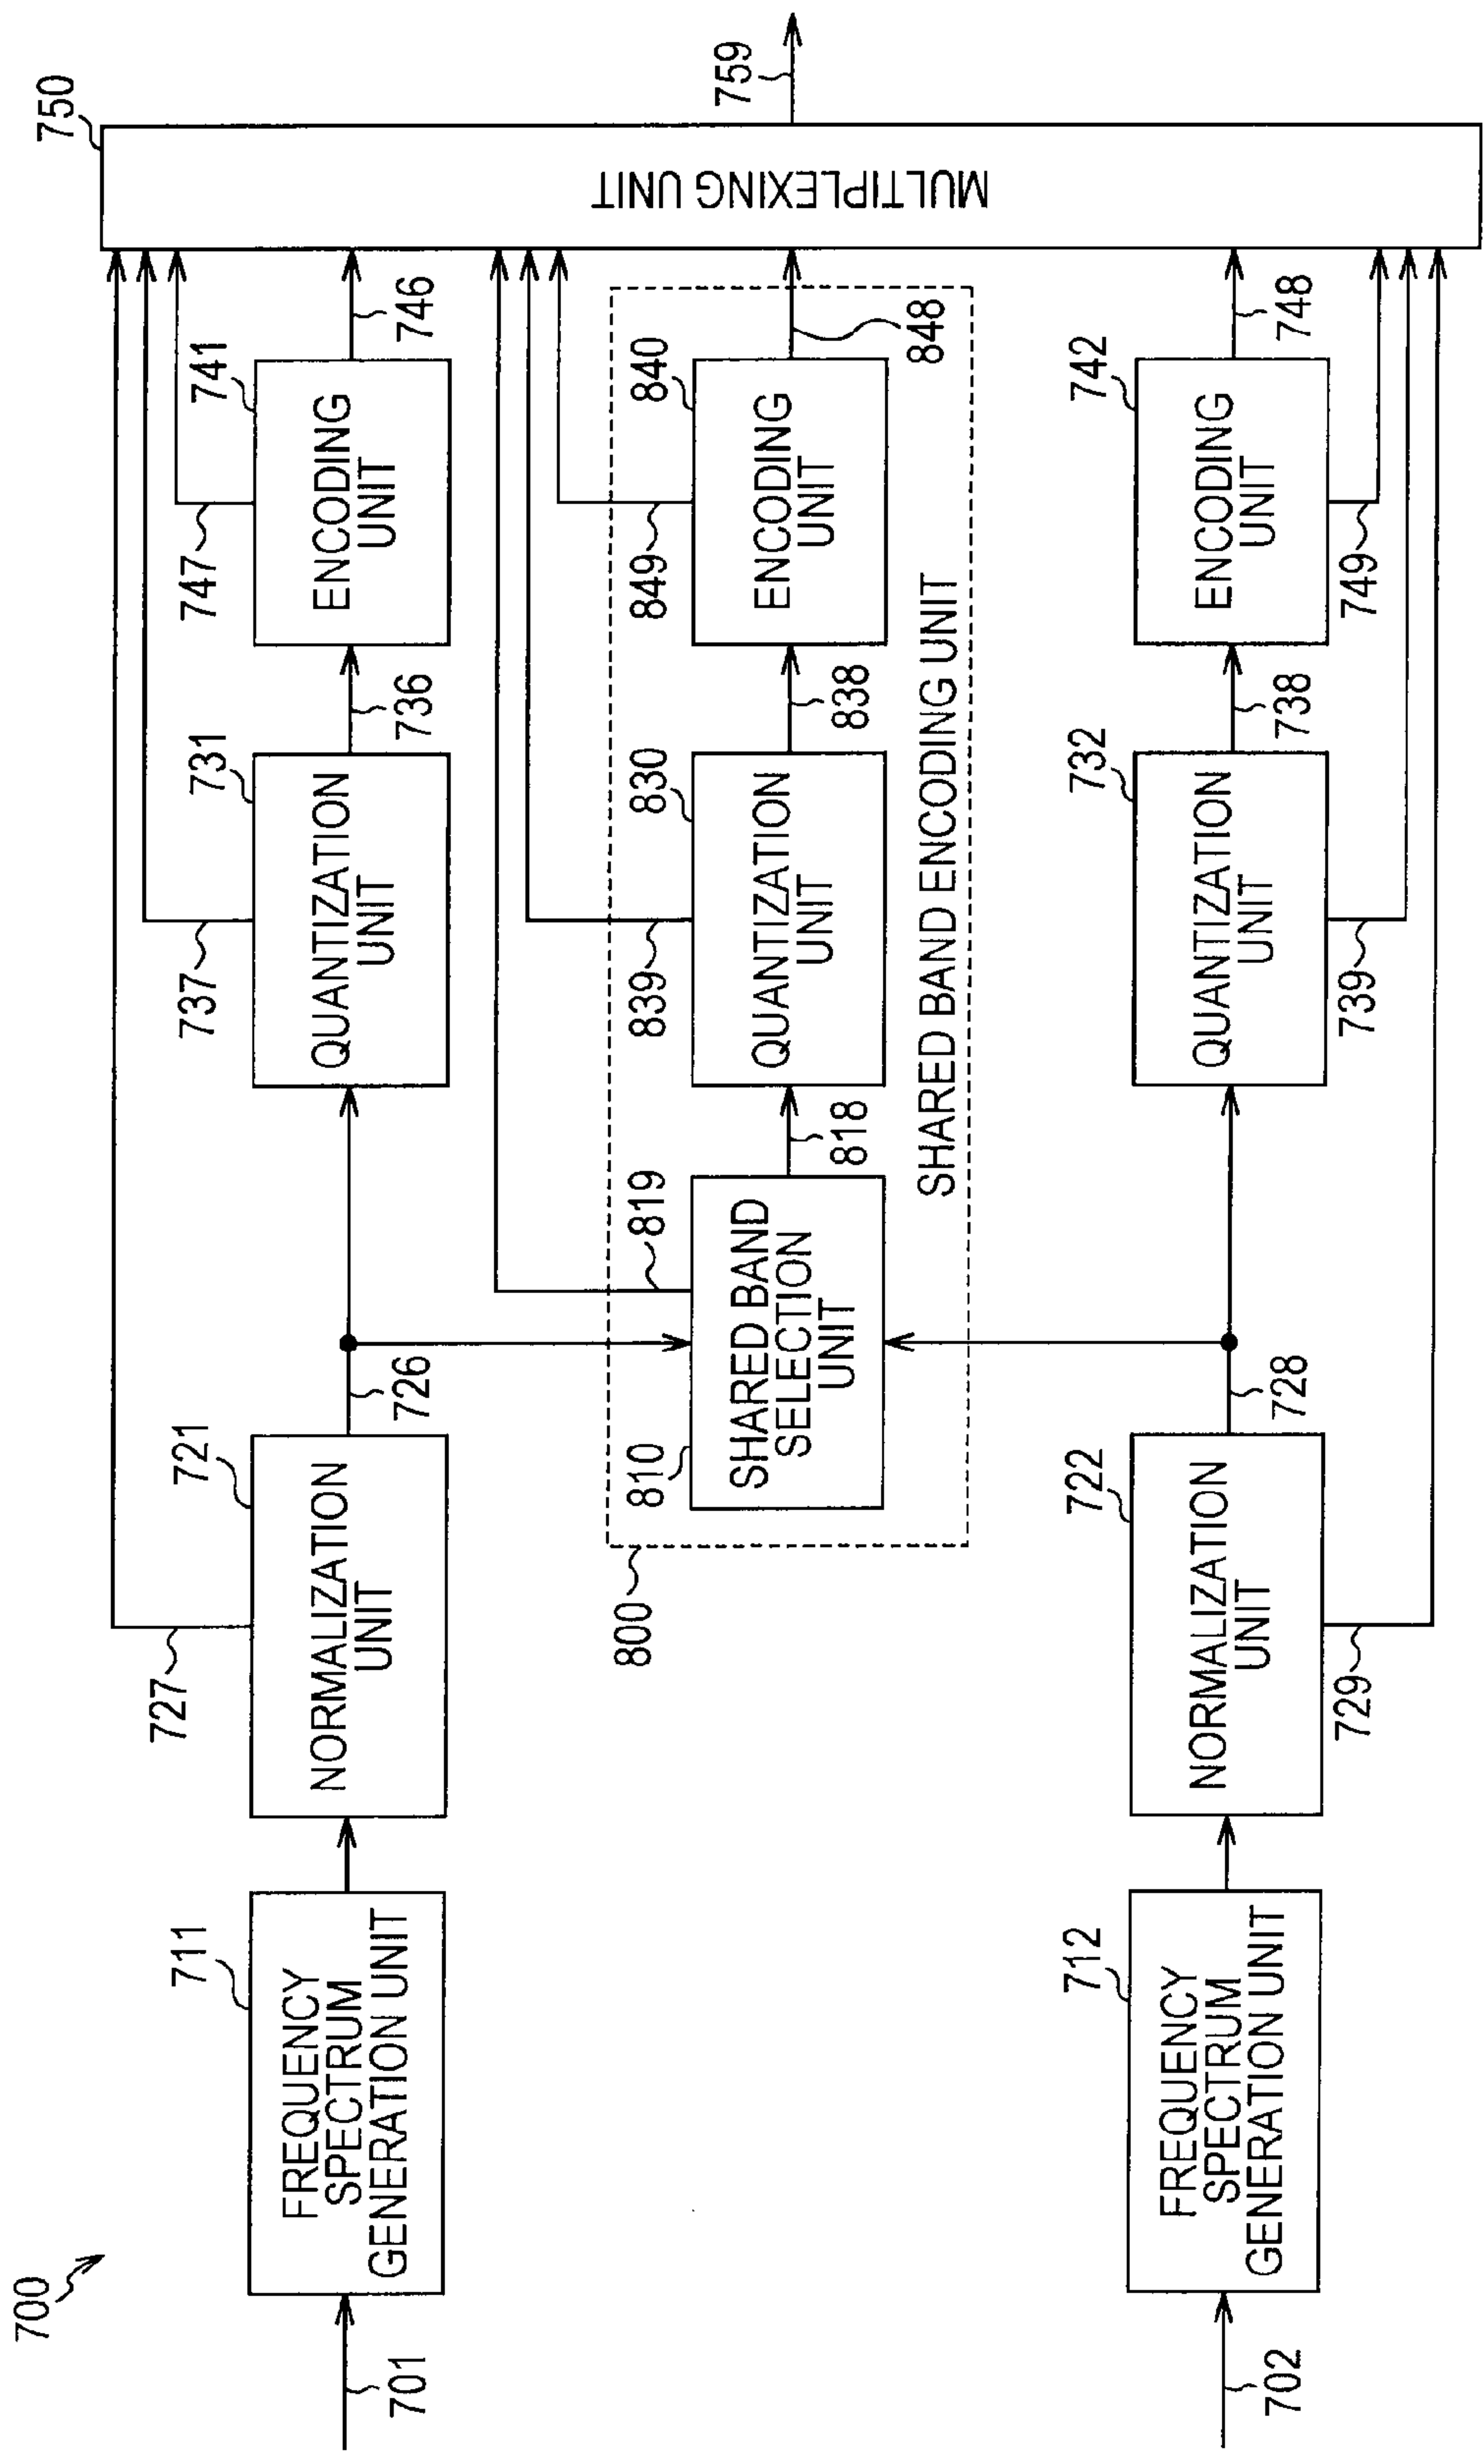 700
701
711
FREQUENCY
SPECTRUM
GENERATION UNIT
727
721
NORMALIZATION
UNIT
726
737
731
QUANTIZATION
UNIT
736
747
741
ENCODING
UNIT
746
750
MULTIPLEXING UNIT
759
800
810
SHARED BAND
SELECTION
UNIT
819
818
839
830
QUANTIZATION
UNIT
838
849
840
ENCODING
UNIT
848
SHARED BAND ENCODING UNIT
702
712
FREQUENCY
SPECTRUM
GENERATION UNIT
722
NORMALIZATION
UNIT
729
728
732
QUANTIZATION
UNIT
739
738
742
ENCODING
UNIT
749
748